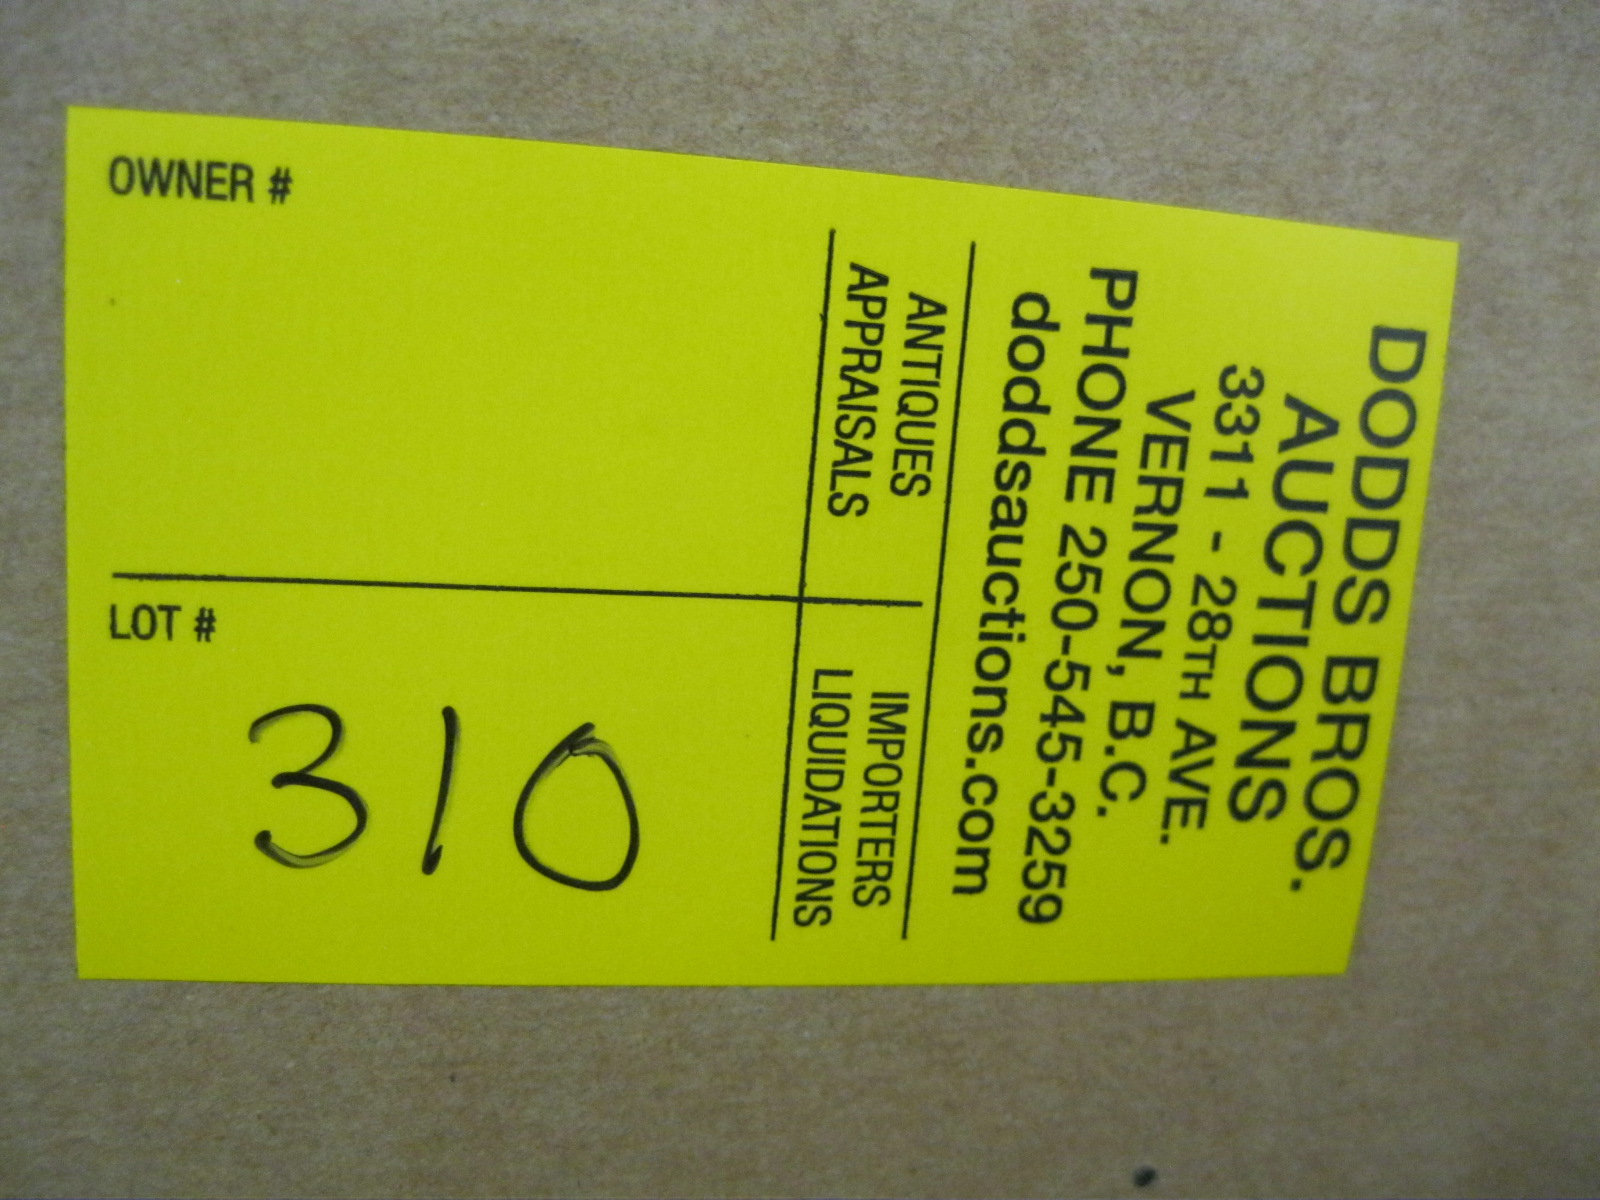 DODDS BROS.
AUCTIONS
3311 - 28TH AVE.
VERNON, B.C.
PHONE 250-545-3259
doddsauctions.com
ANTIQUES
APPRAISALS
IMPORTERS
LIQUIDATIONS
OWNER #
LOT #
310